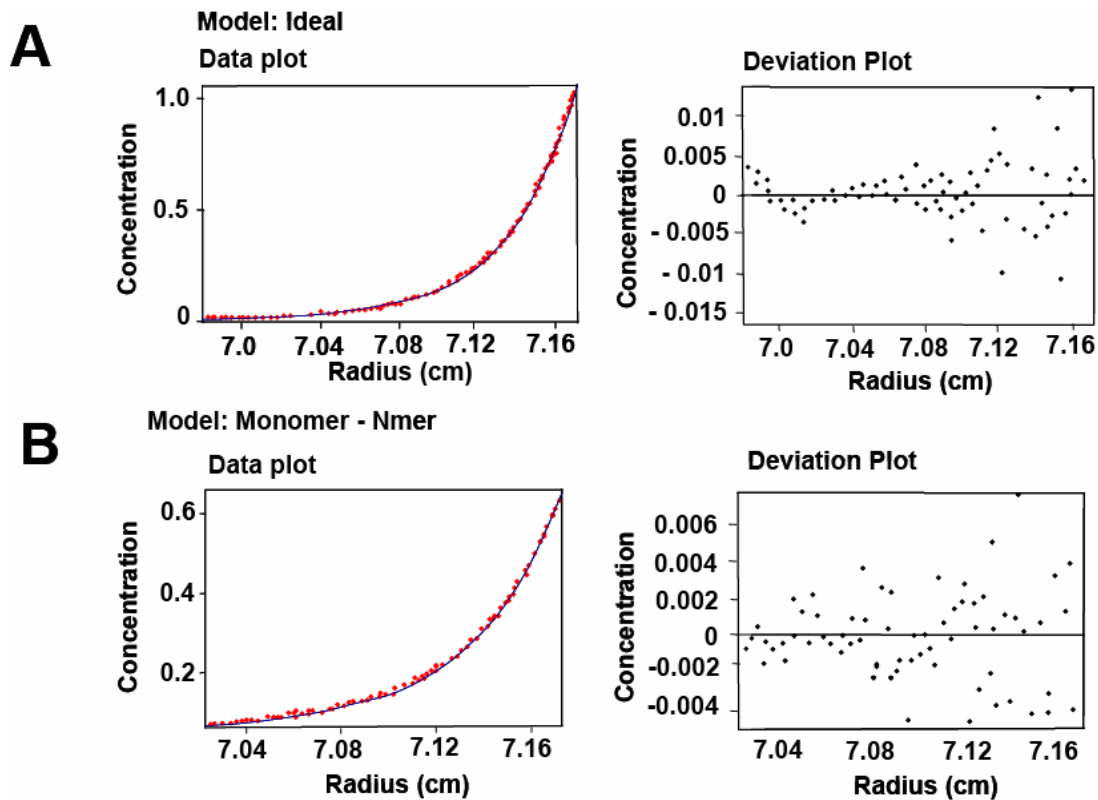 A
Model: Ideal
Data plot
Deviation Plot
Concentration
1.0
0.5
0
7.0 7.04 7.08 7.12 7.16
Radius (cm)
Concentration
0.01
0.005
0
- 0.005
- 0.01
- 0.015
7.0 7.04 7.08 7.12 7.16
Radius (cm)
B
Model: Monomer - Nmer
Data plot
Deviation Plot
Concentration
0.6
0.4
0.2
7.04 7.08 7.12 7.16
Radius (cm)
Concentration
0.006
0.004
0.002
0
-0.002
-0.004
7.04 7.08 7.12 7.16
Radius (cm)